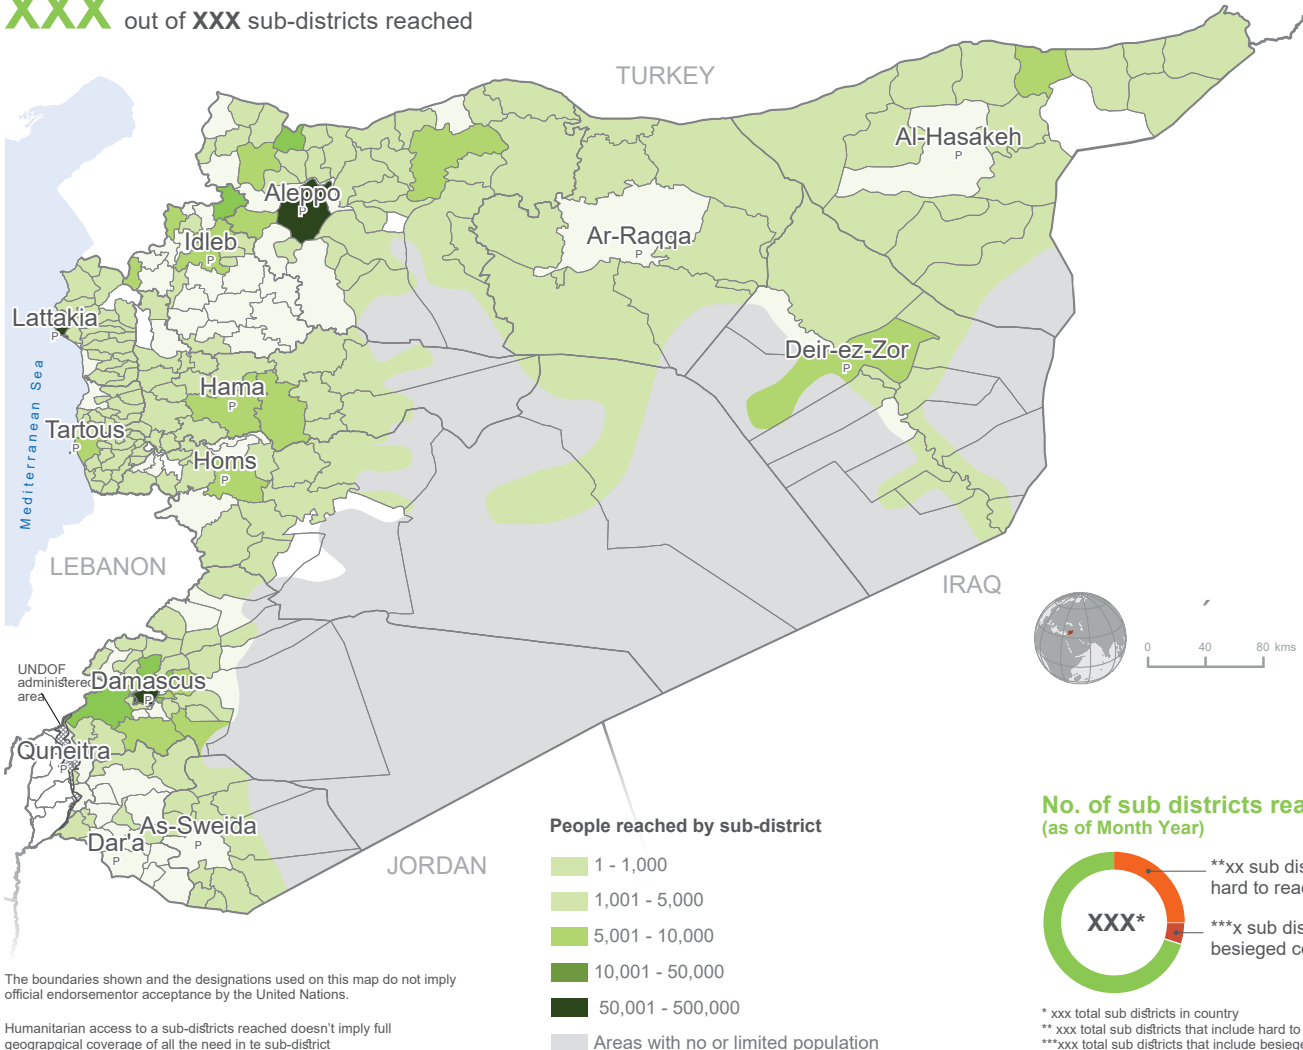 XXX out of XXX sub-districts reached
TURKEY
Al-Hasakeh
P
Aleppo
P
Ar-Raqqa
P
Idleb
P
Lattakia
P
Deir-ez-Zor
P
Hama
P
Mediterranean Sea
Tartous
P
Homs
P
LEBANON
IRAQ
0 40 80 kms
UNDOF
administered
area
Damascus
P
Quneitra
P
As-Sweida
P
Dar'a
P
JORDAN
People reached by sub-district
1 - 1,000
1,001 - 5,000
5,001 - 10,000
10,001 - 50,000
50,001 - 500,000
Areas with no or limited population
No. of sub districts rea
(as of Month Year)
**xx sub dis
hard to reac
XXX*
***x sub dis
besieged co
* xxx total sub districts in country
** xxx total sub districts that include hard to
***xxx total sub districts that include besiege
The boundaries shown and the designations used on this map do not imply
official endorsementor acceptance by the United Nations.
Humanitarian access to a sub-districts reached doesn't imply full
geograpgical coverage of all the need in te sub-district